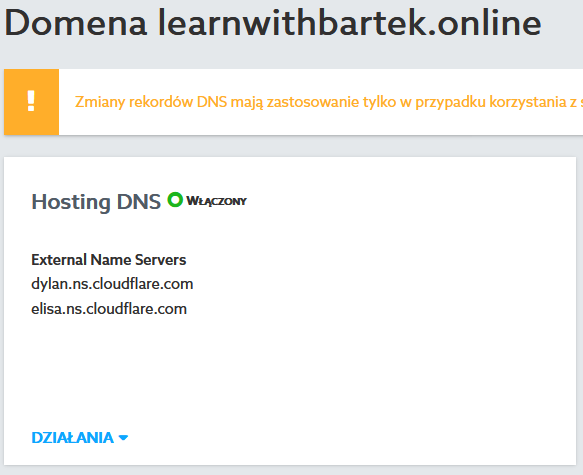 Domena learnwithbartek.online
Zmiany rekordów DNS mają zastosowanie tylko w przypadku korzystania z
Hosting DNS WŁĄCZONY
External Name Servers
dylan.ns.cloudflare.com
elisa.ns.cloudflare.com
DZIAŁANIA